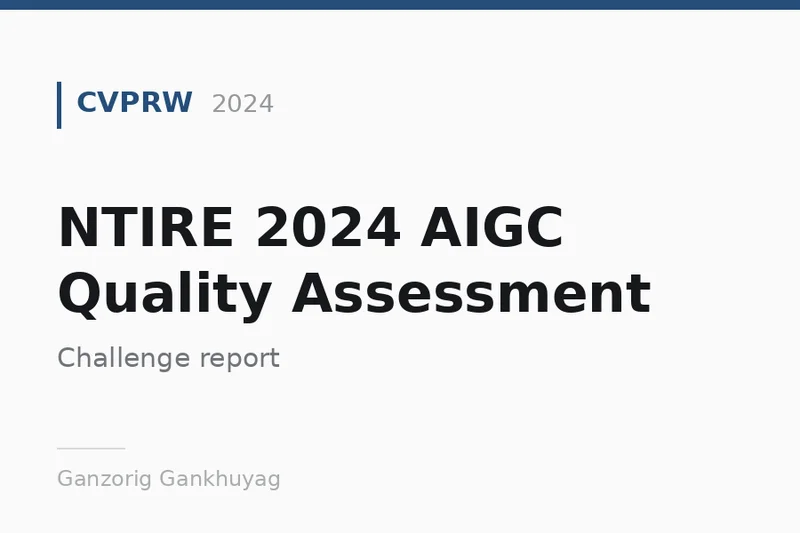 CVPRW 2024
NTIRE 2024 AIGC
Quality Assessment
Challenge report
Ganzorig Gankhuyag